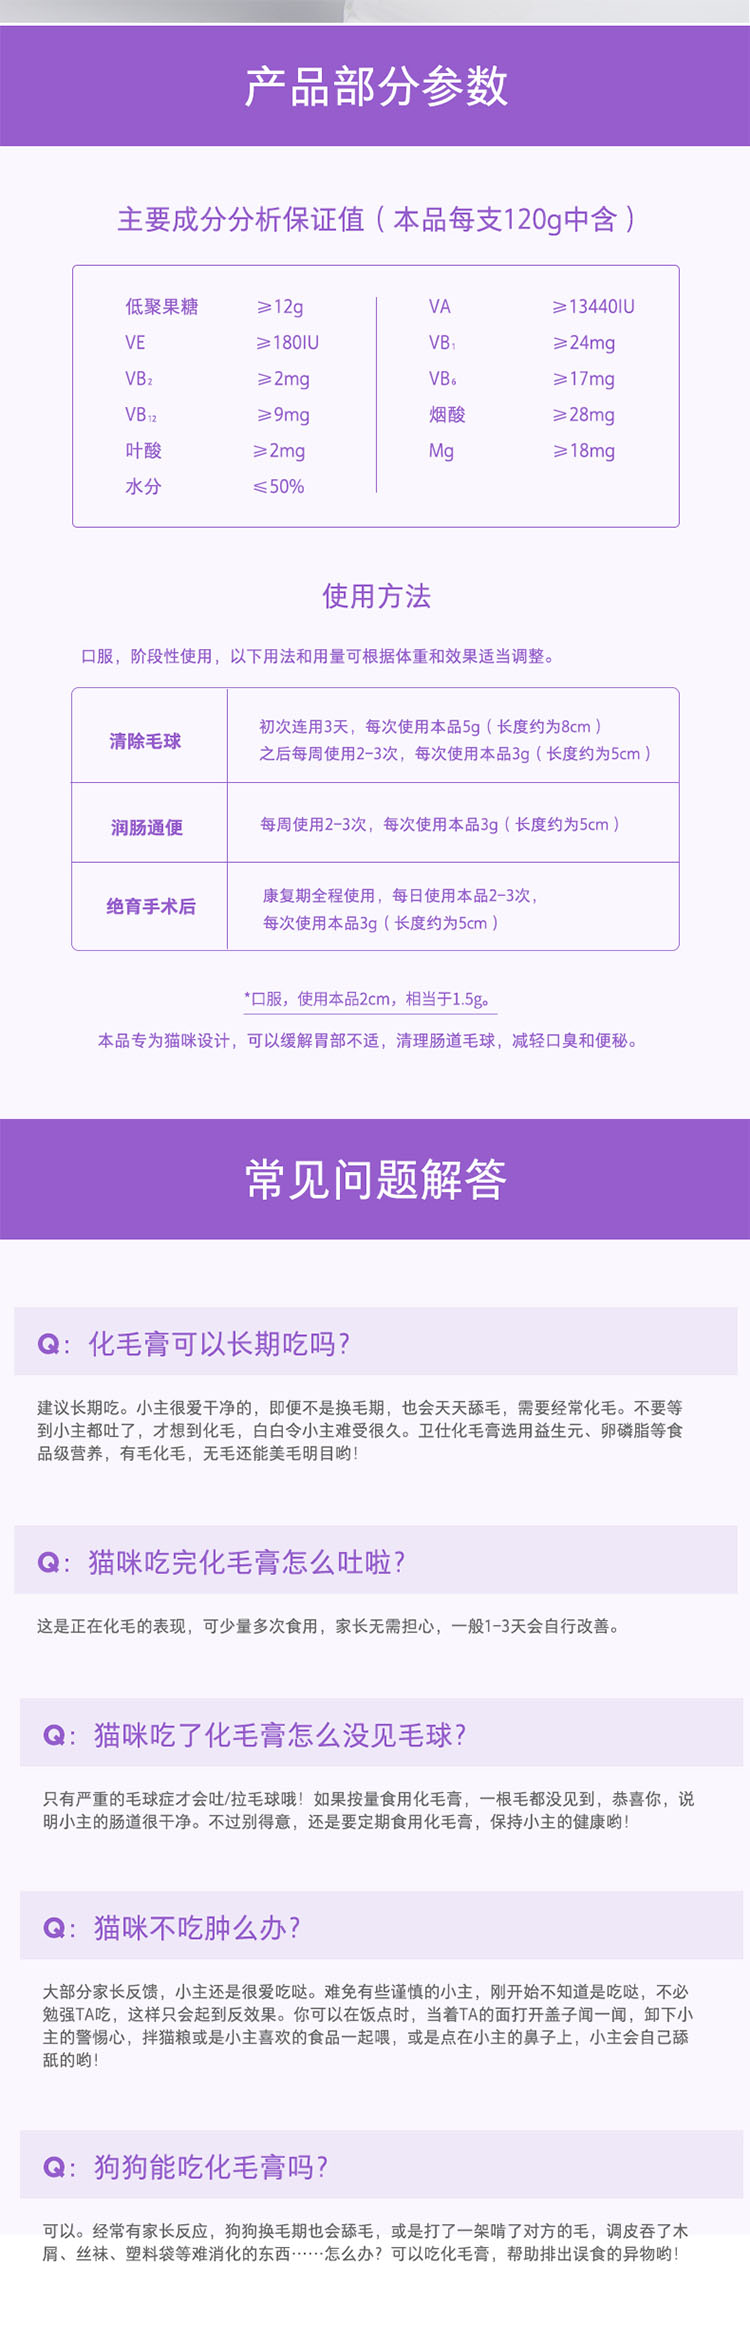 产品部分参数
主要成分分析保证值（本品每支120g中含）
低聚果糖 ≥12g VA ≥13440IU
VE ≥180IU VB₁ ≥24mg
VB₂ ≥2mg VB₆ ≥17mg
VB₁₂ ≥9mg 烟酸 ≥28mg
叶酸 ≥2mg Mg ≥18mg
水分 ≤50%
使用方法
口服，阶段性使用，以下用法和用量可根据体重和效果适当调整。
清除毛球
初次连用3天，每次使用本品5g（长度约为8cm）
之后每周使用2-3次，每次使用本品3g（长度约为5cm）
润肠通便
每周使用2-3次，每次使用本品3g（长度约为5cm）
绝育手术后
康复期全程使用，每日使用本品2-3次，
每次使用本品3g（长度约为5cm）
*口服，使用本品2cm，相当于1.5g。
本品专为猫咪设计，可以缓解胃部不适，清理肠道毛球，减轻口臭和便秘。
常见问题解答
Q：化毛膏可以长期吃吗？
建议长期吃。小主很爱干净的，即便不是换毛期，也会天天舔毛，需要经常化毛。不要等
到小主都吐了，才想到化毛，白白令小主难受很久。卫仕化毛膏选用益生元、卵磷脂等食
品级营养，有毛化毛，无毛还能美毛明目哟！
Q：猫咪吃完化毛膏怎么吐啦？
这是正在化毛的表现，可少量多次食用，家长无需担心，一般1-3天会自行改善。
Q：猫咪吃了化毛膏怎么没见毛球？
只有严重的毛球症才会吐/拉毛球哦！如果按量食用化毛膏，一根毛都没见到，恭喜你，说
明小主的肠道很干净。不过别得意，还是要定期食用化毛膏，保持小主的健康哟！
Q：猫咪不吃肿么办？
大部分家长反馈，小主还是很爱吃哒。难免有些谨慎的小主，刚开始不知道是吃哒，不必
勉强TA吃，这样只会起到反效果。你可以在饭点时，当着TA的面打开盖子闻一闻，卸下小
主的警惕心，拌猫粮或是小主喜欢的食品一起喂，或是点在小主的鼻子上，小主会自己舔
舐的哟！
Q：狗狗能吃化毛膏吗？
可以。经常有家长反应，狗狗换毛期也会舔毛，或是打了一架啃了对方的毛，调皮吞了木
屑、丝袜、塑料袋等难消化的东西……怎么办？可以吃化毛膏，帮助排出误食的异物哟！